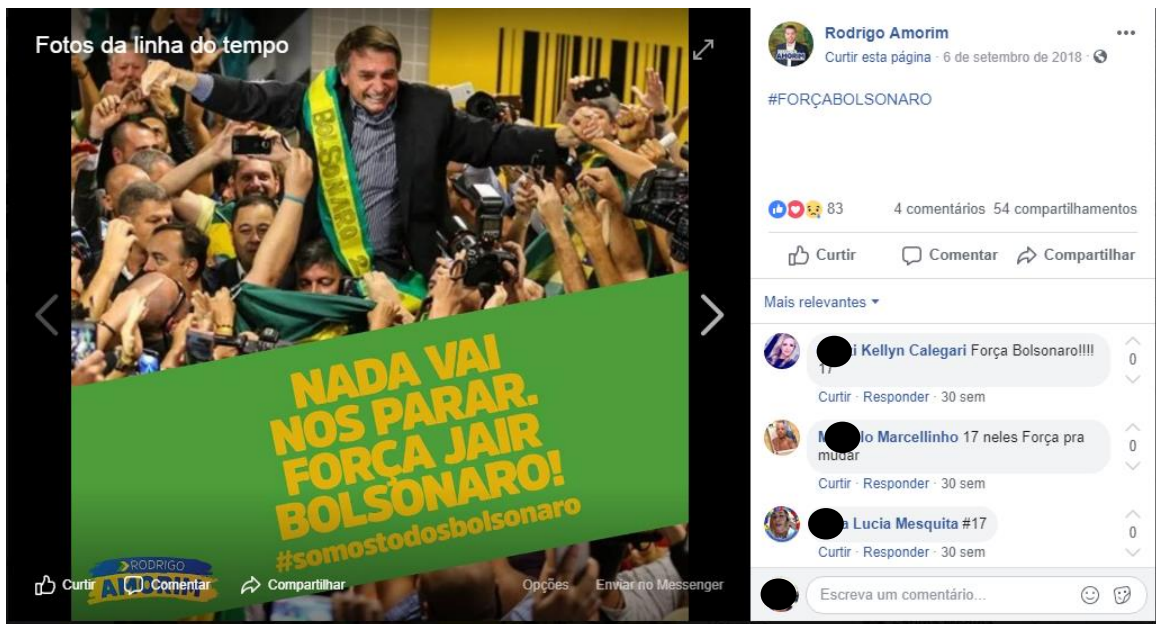 Fotos da linha do tempo
BOLSONARO
NADA VAI
NOS PARAR.
FORÇA JAIR
BOLSONARO!
#somostodosbolsonaro
RODRIGO
AMORIM
Curtir
Comentar
Compartilhar
Opções
Enviar no Messenger
Rodrigo Amorim
Curtir esta página · 6 de setembro de 2018 ·
#FORÇABOLSONARO
83
4 comentários 54 compartilhamentos
Curtir
Comentar
Compartilhar
Mais relevantes
i Kellyn Calegari Força Bolsonaro!!!!
17
0
Curtir · Responder · 30 sem
lo Marcellinho 17 neles Força pra
mudar
0
Curtir · Responder · 30 sem
a Lucia Mesquita #17
0
Curtir · Responder · 30 sem
Escreva um comentário...